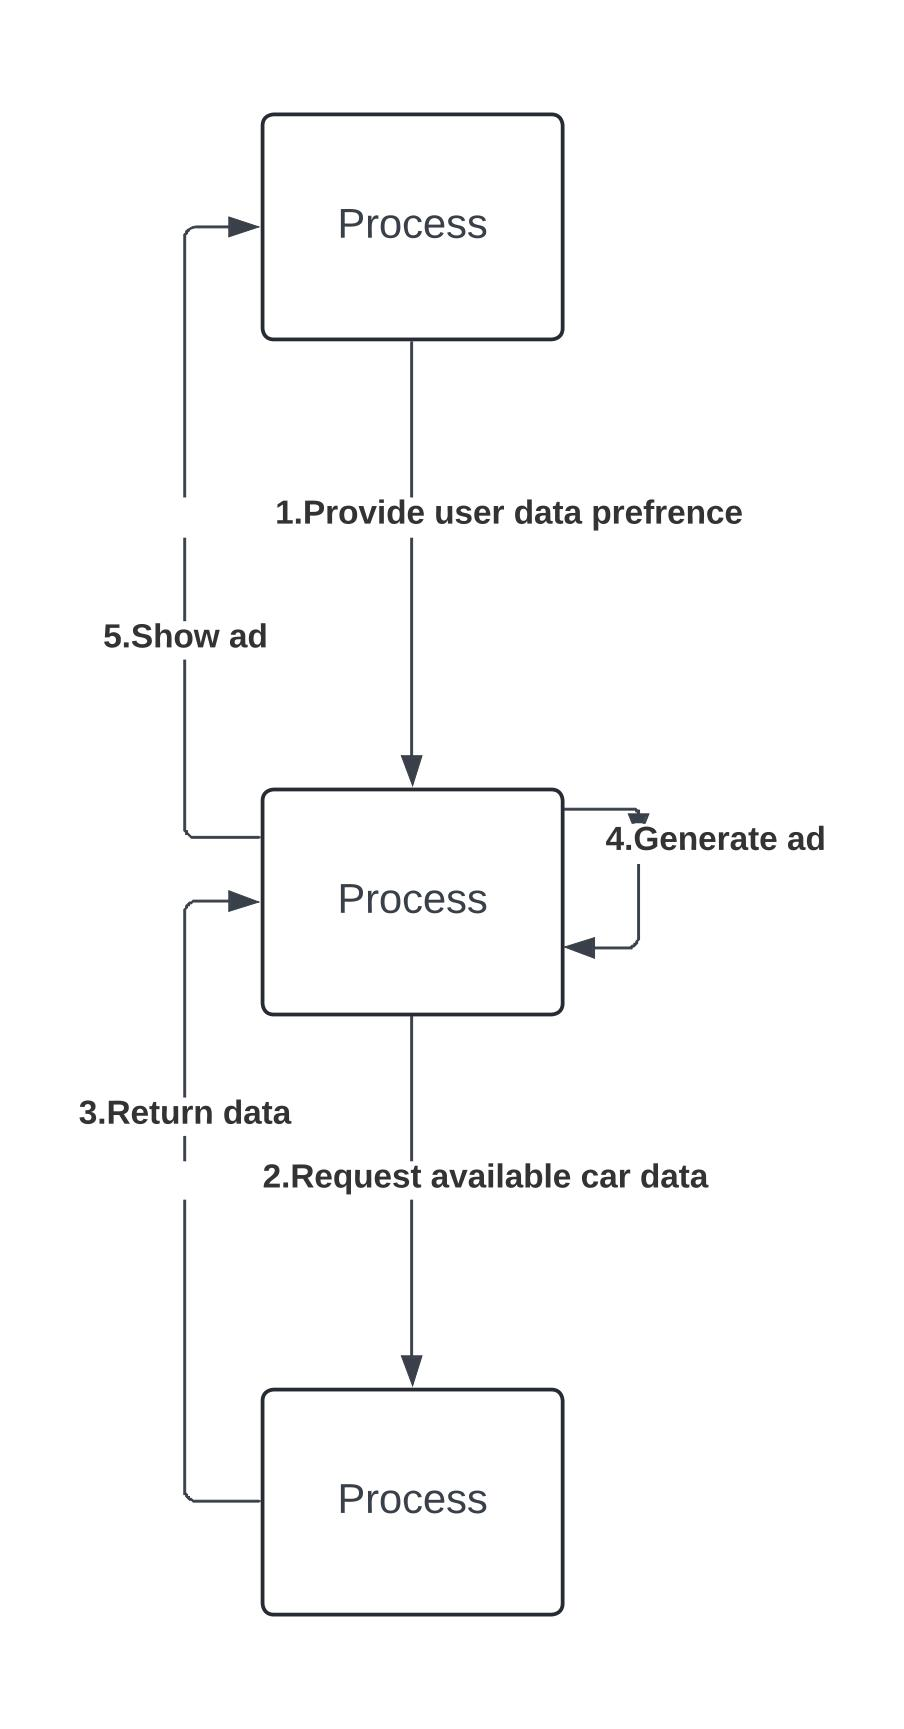 Process
1.Provide user data prefrence
5.Show ad
4.Generate ad
Process
3.Return data
2.Request available car data
Process